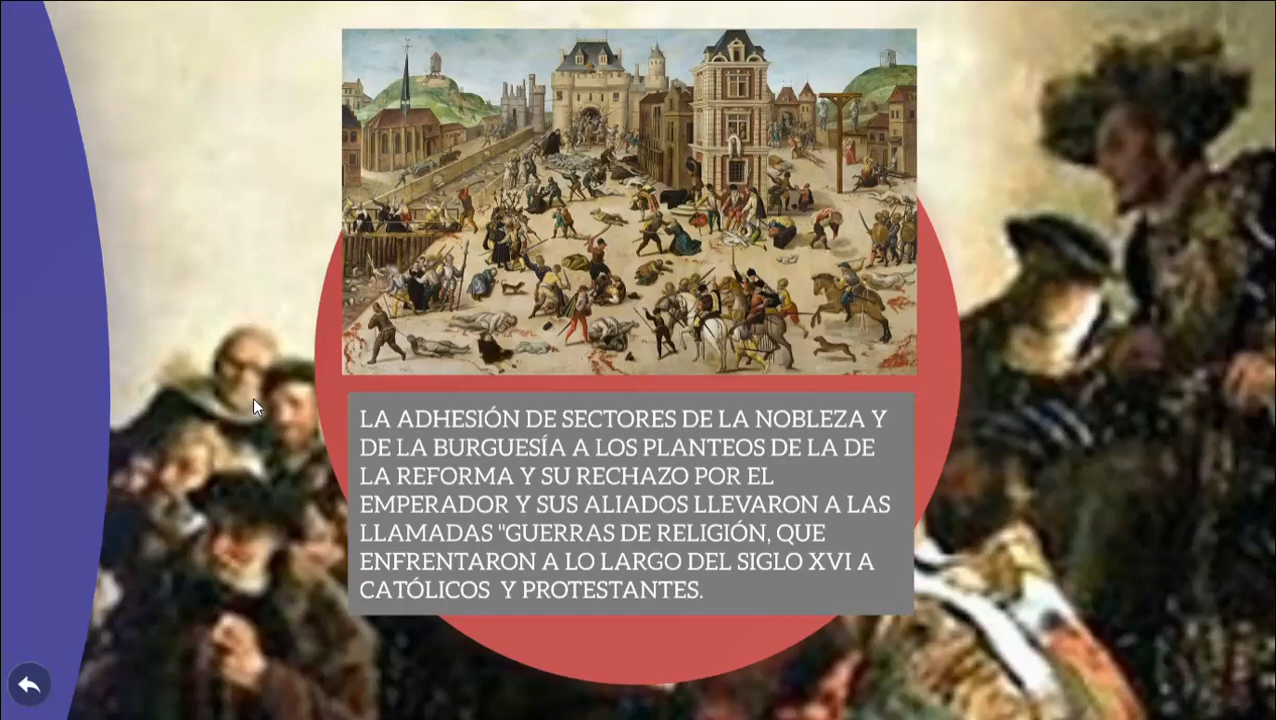 LA ADHESIÓN DE SECTORES DE LA NOBLEZA Y
DE LA BURGUESÍA A LOS PLANTEOS DE LA DE
LA REFORMA Y SU RECHAZO POR EL
EMPERADOR Y SUS ALIADOS LLEVARON A LAS
LLAMADAS "GUERRAS DE RELIGIÓN, QUE
ENFRENTARON A LO LARGO DEL SIGLO XVI A
CATÓLICOS  Y PROTESTANTES.